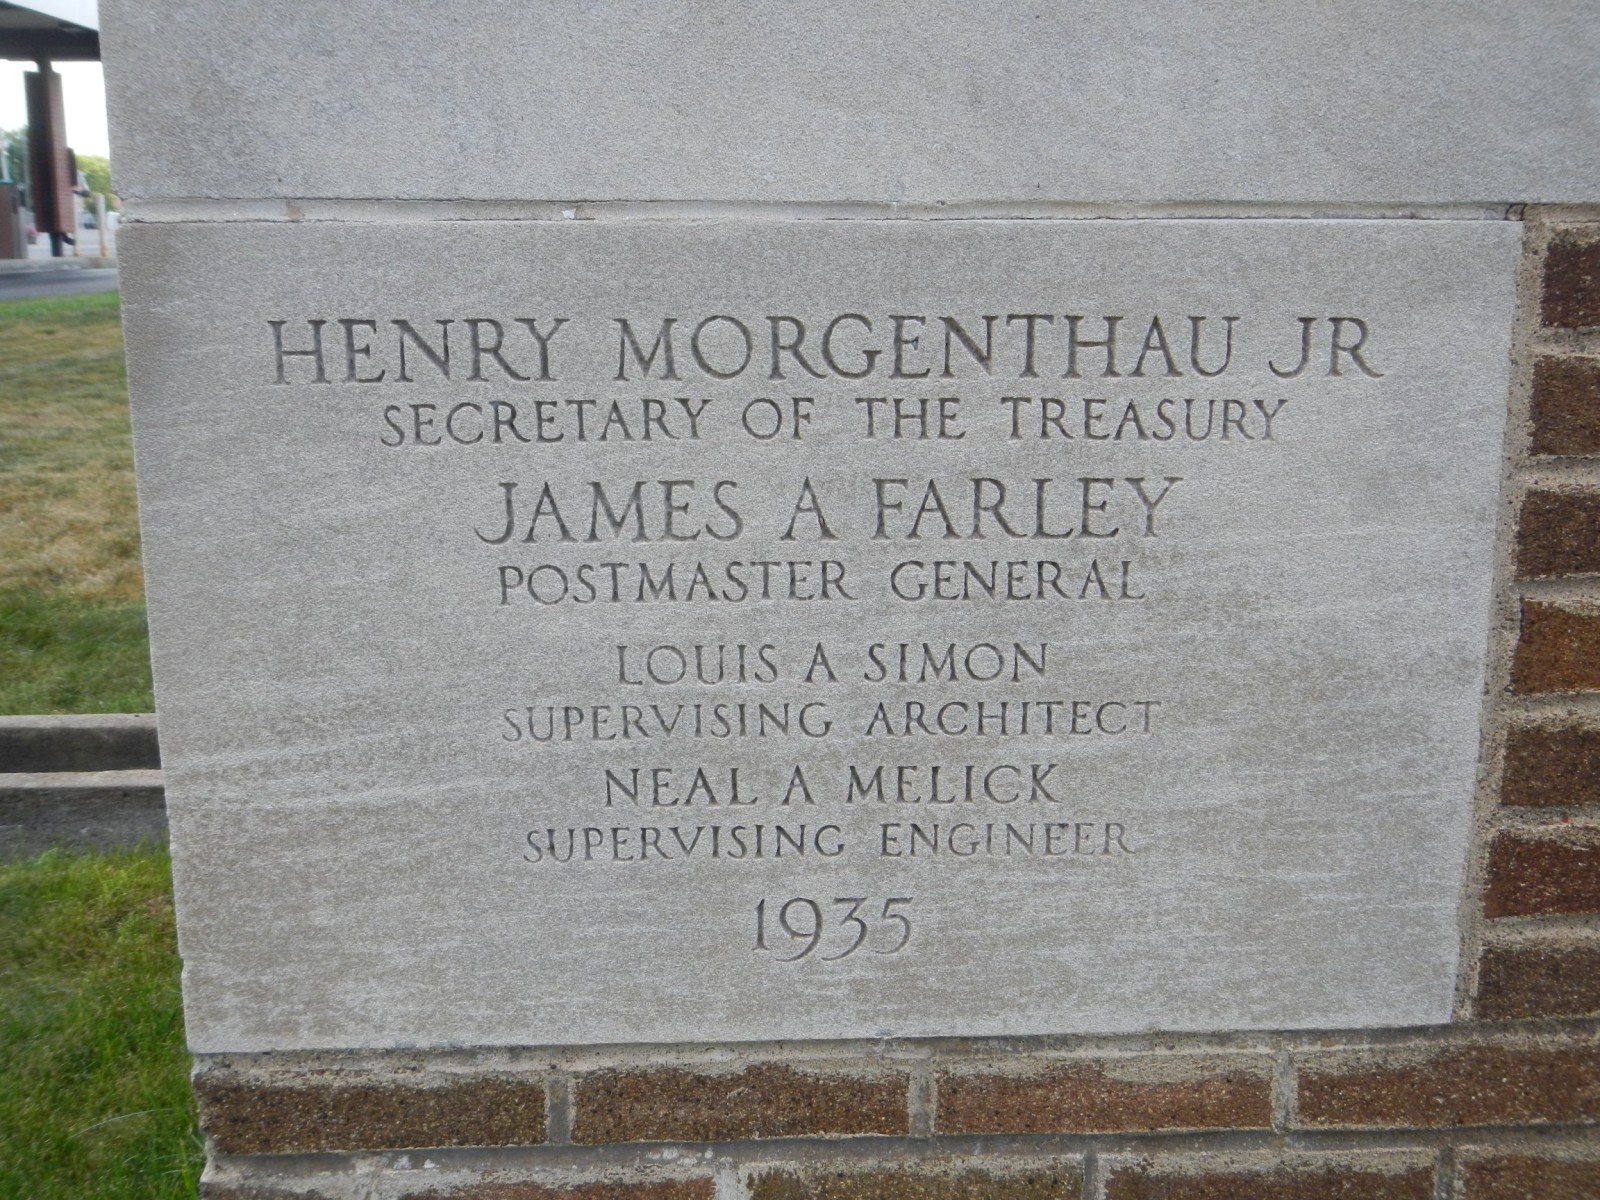 HENRY MORGENTHAU JR
SECRETARY OF THE TREASURY
JAMES A FARLEY
POSTMASTER GENERAL
LOUIS A SIMON
SUPERVISING ARCHITECT
NEAL A MELICK
SUPERVISING ENGINEER
1935